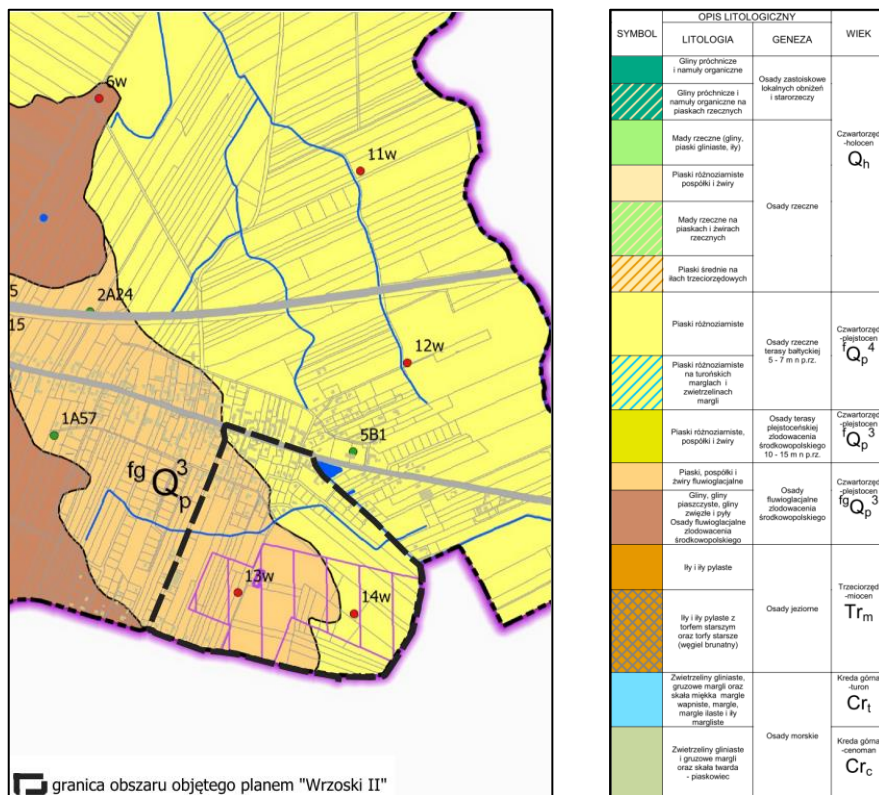 6w
11w
5
2A24
15
12w
1A57
5B1
fg Q 3 p
13w
14w
granica obszaru objętego planem "Wrzoski II"
SYMBOL
OPIS LITOLOGICZNY
WIEK
LITOLOGIA
GENEZA
Gliny próchnicze
i namuły organiczne
Gliny próchnicze i
namuły organiczne na
piaskach rzecznych
Osady zastoiskowe
lokalnych obniżeń
i starorzeczy
Mady rzeczne (gliny,
piaski gliniaste, iły)
Piaski różnoziarniste
pospółki i żwiry
Mady rzeczne na
piaskach i żwirach
rzecznych
Piaski średnie na
iłach trzeciorzędowych
Osady rzeczne
Czwartorzęd
-holocen
Qh
Piaski różnoziarniste
Piaski różnoziarniste
na turońskich
marglach i
zwietrzelinach
margli
Osady rzeczne
terasy bałtyckiej
5 - 7 m n p.rz.
Czwartorzęd
-plejstocen
f Q 4 p
Piaski różnoziarniste,
pospółki i żwiry
Osady terasy
plejstoceńskiej
zlodowacenia
środkowopolskiego
10 - 15 m n p.rz.
Czwartorzęd
-plejstocen
f Q 3 p
Piaski, pospółki i
żwiry fluwioglacjalne
Gliny, gliny
piaszczyste, gliny
zwięzłe i pyły
Osady fluwioglacjalne
zlodowacenia
środkowopolskiego
Osady
fluwioglacjalne
zlodowacenia
środkowopolskiego
Czwartorzęd
-plejstocen
fg Q 3 p
Iły i iły pylaste
Iły i iły pylaste z
torfem starszym
oraz torfy starsze
(węgiel brunatny)
Osady jeziorne
Trzeciorzęd
-miocen
Trm
Zwietrzeliny gliniaste,
gruzowe margli oraz
skała miękka margle
wapniste, margle,
margle ilaste i iły
margliste
Kreda górna
-turon
Crt
Osady morskie
Zwietrzeliny gliniaste
i gruzowe margli
oraz skała twarda
- piaskowiec
Kreda górna
-cenoman
Crc